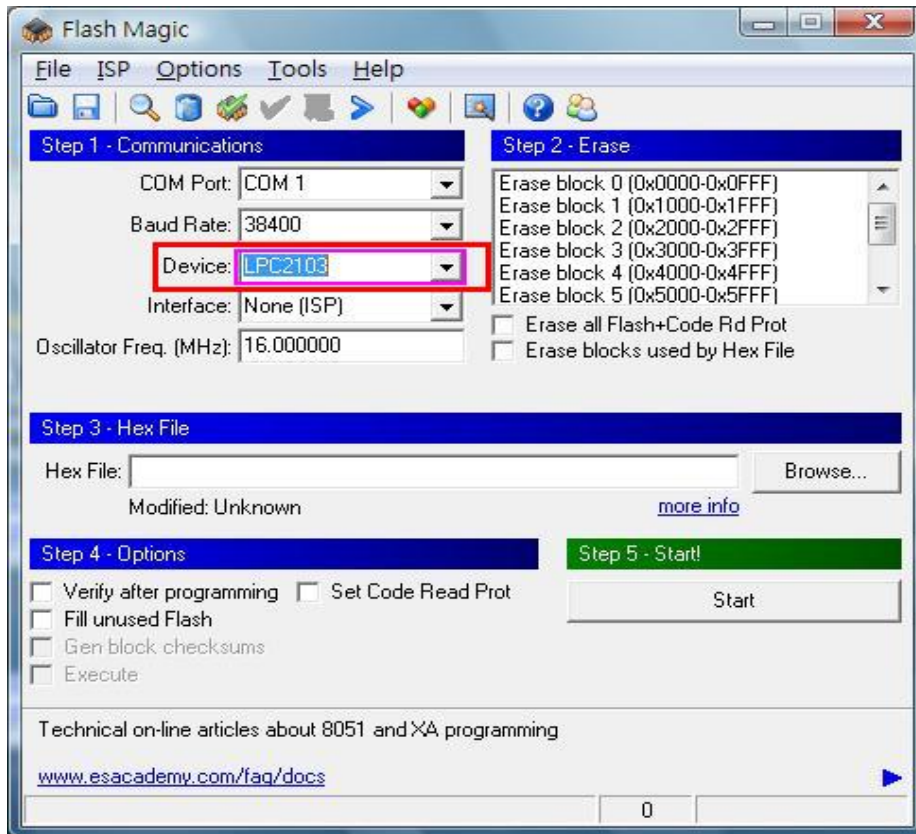 Flash Magic
File ISP Options Tools Help
Step 1 - Communications
COM Port: COM 1
Baud Rate: 38400
Device: LPC2103
Interface: None (ISP)
Oscillator Freq. (MHz): 16.000000
Step 2 - Erase
Erase block 0 (0x0000-0x0FFF)
Erase block 1 (0x1000-0x1FFF)
Erase block 2 (0x2000-0x2FFF)
Erase block 3 (0x3000-0x3FFF)
Erase block 4 (0x4000-0x4FFF)
Erase block 5 (0x5000-0x5FFF)
Erase all Flash+Code Rd Prot
Erase blocks used by Hex File
Step 3 - Hex File
Hex File:
Browse...
Modified: Unknown
more info
Step 4 - Options
Verify after programming
Set Code Read Prot
Fill unused Flash
Gen block checksums
Execute
Step 5 - Start!
Start
Technical on-line articles about 8051 and XA programming
www.esacademy.com/faq/docs
0